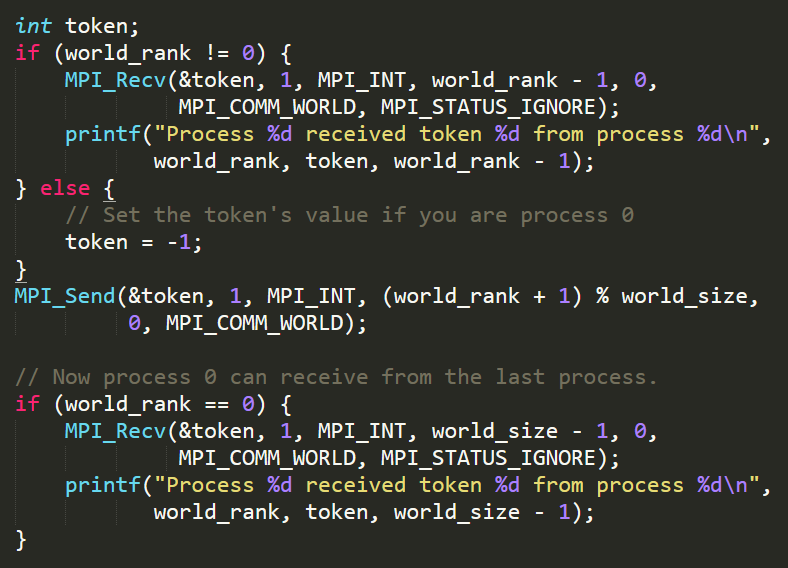 int token;
if (world_rank != 0) {
    MPI_Recv(&token, 1, MPI_INT, world_rank - 1, 0,
             MPI_COMM_WORLD, MPI_STATUS_IGNORE);
    printf("Process %d received token %d from process %d\n",
           world_rank, token, world_rank - 1);
} else {
    // Set the token's value if you are process 0
    token = -1;
}
MPI_Send(&token, 1, MPI_INT, (world_rank + 1) % world_size,
         0, MPI_COMM_WORLD);

// Now process 0 can receive from the last process.
if (world_rank == 0) {
    MPI_Recv(&token, 1, MPI_INT, world_size - 1, 0,
             MPI_COMM_WORLD, MPI_STATUS_IGNORE);
    printf("Process %d received token %d from process %d\n",
           world_rank, token, world_size - 1);
}